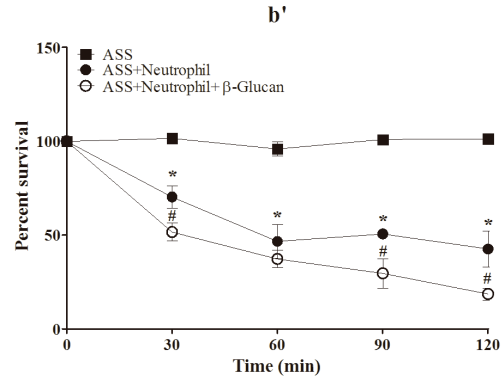 b'
150
ASS
ASS+Neutrophil
ASS+Neutrophil+β-Glucan
100
*
#
*
*
*
50
#
#
0
0 30 60 90 120
Percent survival
Time (min)